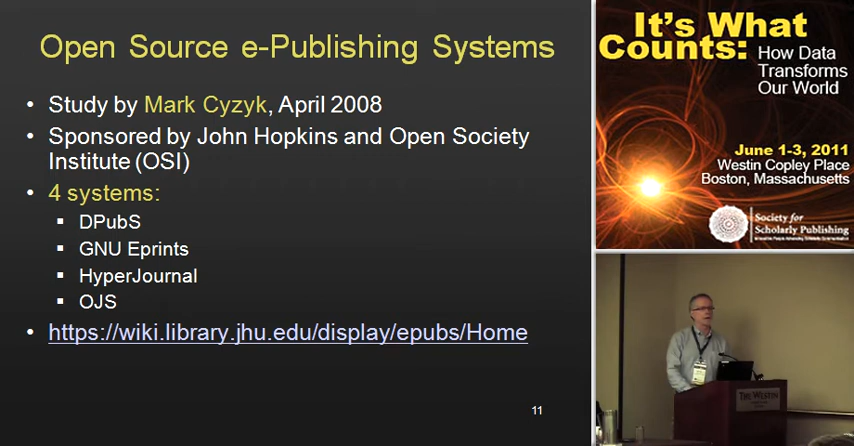 Open Source e-Publishing Systems
• Study by Mark Cyzyk, April 2008
• Sponsored by John Hopkins and Open Society
Institute (OSI)
• 4 systems:
▪ DPubS
▪ GNU Eprints
▪ HyperJournal
▪ OJS
• https://wiki.library.jhu.edu/display/epubs/Home
11
It's What
Counts:
How Data
Transforms
Our World
June 1-3, 2011
Westin Copley Place
Boston, Massachusetts
Society for
Scholarly Publishing
THE WESTIN